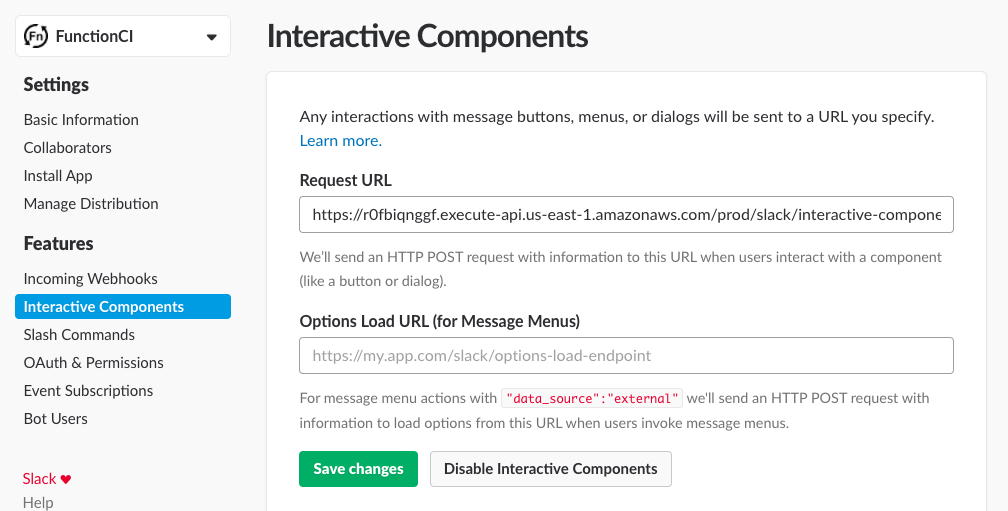 Fn FunctionCI
Settings
Basic Information
Collaborators
Install App
Manage Distribution
Features
Incoming Webhooks
Interactive Components
Slash Commands
OAuth & Permissions
Event Subscriptions
Bot Users
Slack ♥
Help
Interactive Components
Any interactions with message buttons, menus, or dialogs will be sent to a URL you specify.
Learn more.
Request URL
https://r0fbiqnggf.execute-api.us-east-1.amazonaws.com/prod/slack/interactive-compone
We'll send an HTTP POST request with information to this URL when users interact with a component
(like a button or dialog).
Options Load URL (for Message Menus)
https://my.app.com/slack/options-load-endpoint
For message menu actions with "data_source":"external" we'll send an HTTP POST request with
information to load options from this URL when users invoke message menus.
Save changes
Disable Interactive Components